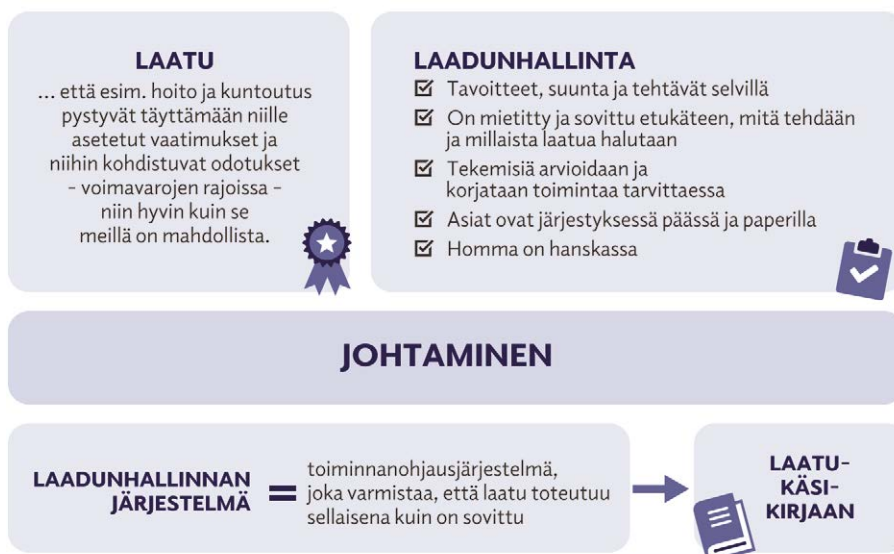 LAATU
... että esim. hoito ja kuntoutus
pystyvät täyttämään niille
asetetut vaatimukset ja
niihin kohdistuvat odotukset
- voimavarojen rajoissa -
niin hyvin kuin se
meillä on mahdollista.
LAADUNHALLINTA
Tavoitteet, suunta ja tehtävät selvillä
On mietitty ja sovittu etukäteen, mitä tehdään
ja millaista laatua halutaan
Tekemisiä arvioidaan ja
korjataan toimintaa tarvittaessa
Asiat ovat järjestyksessä päässä ja paperilla
Homma on hanskassa
JOHTAMINEN
LAADUNHALLINNAN
JÄRJESTELMÄ
=
toiminnanohjausjärjestelmä,
joka varmistaa, että laatu toteutuu
sellaisena kuin on sovittu
LAATU-
KÄSI-
KIRJAAN